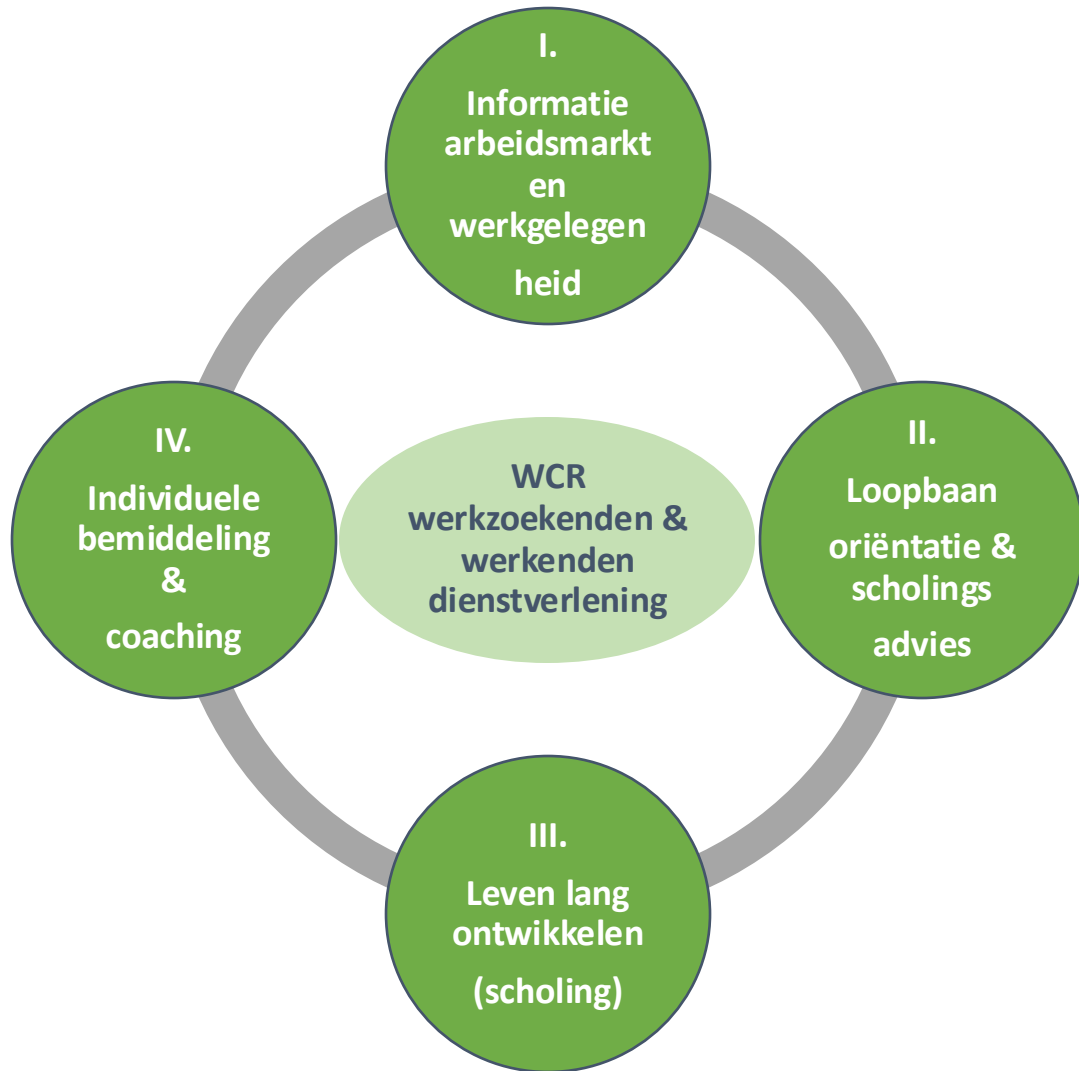 I.
Informatie
arbeidsmarkt
en
werkgelegen
heid
II.
Loopbaan
oriëntatie &
scholings
advies
III.
Leven lang
ontwikkelen
(scholing)
IV.
Individuele
bemiddeling
&
coaching
WCR
werkzoekenden &
werkenden
dienstverlening